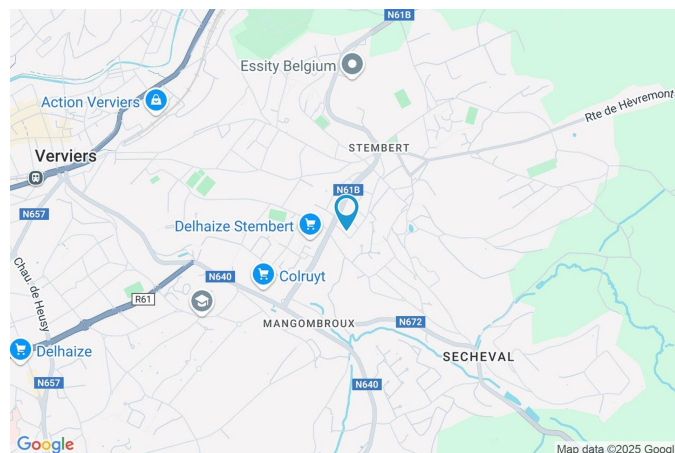 N61B
Essity Belgium
Action Verviers
Rte de Hèvremont
STEMBERT
Verviers
N61B
N657
Delhaize Stembert
Chau. de Heusy
N640
Colruyt
R61
MANGOMBROUX
N672
Delhaize
SECHEVAL
N657
N640
Google
Map data ©2025 Googl